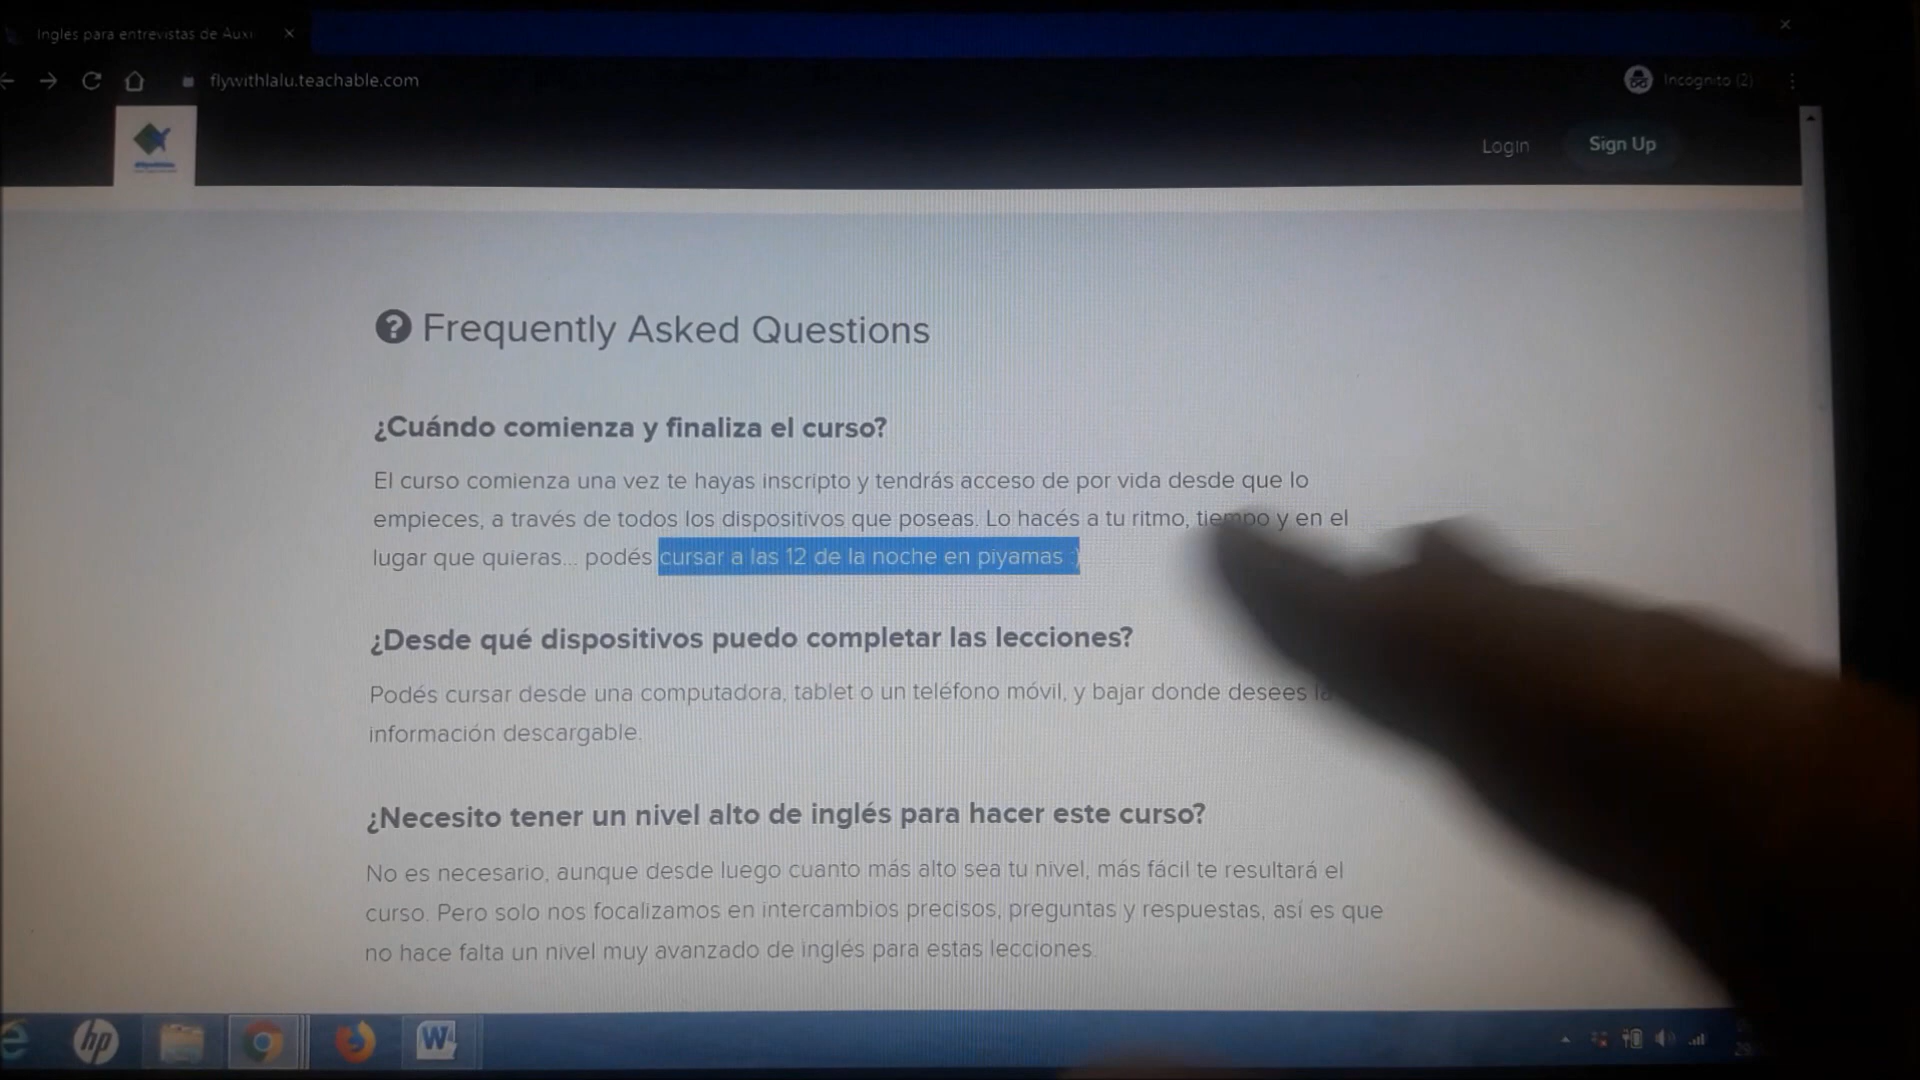 Ingles para entrevistas de Auxi
flywithlalu.teachable.com
Incognito (2)
Login
Sign Up
Frequently Asked Questions
¿Cuándo comienza y finaliza el curso?
El curso comienza una vez te hayas inscripto y tendrás acceso de por vida desde que lo
empieces, a través de todos los dispositivos que poseas. Lo hacés a tu ritmo, tiempo y en el
lugar que quieras... podés cursar a las 12 de la noche en piyamas :)
¿Desde qué dispositivos puedo completar las lecciones?
Podés cursar desde una computadora, tablet o un teléfono móvil, y bajar donde desees la
información descargable.
¿Necesito tener un nivel alto de inglés para hacer este curso?
No es necesario, aunque desde luego cuanto más alto sea tu nivel, más fácil te resultará el
curso. Pero solo nos focalizamos en intercambios precisos, preguntas y respuestas, así es que
no hace falta un nivel muy avanzado de inglés para estas lecciones.
hp
W